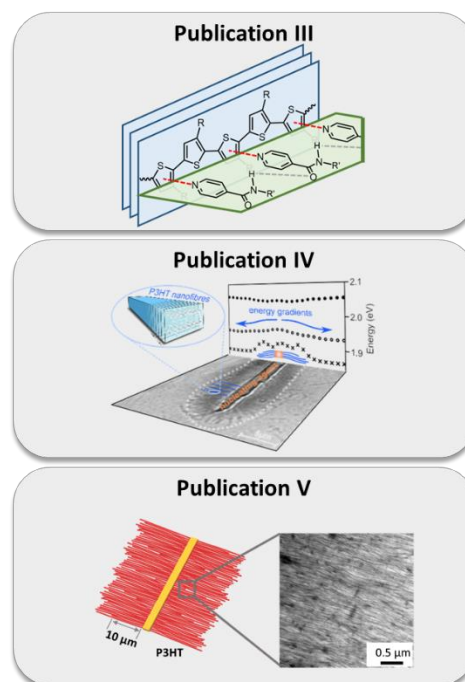 Publication III
R
R
N
N
N
H
H
N-R'
N-R'
O
O
Publication IV
P3HT nanofibres
energy gradients
2.1
2.0
1.9
Energy (eV)
Publication V
10 µm
P3HT
0.5 µm